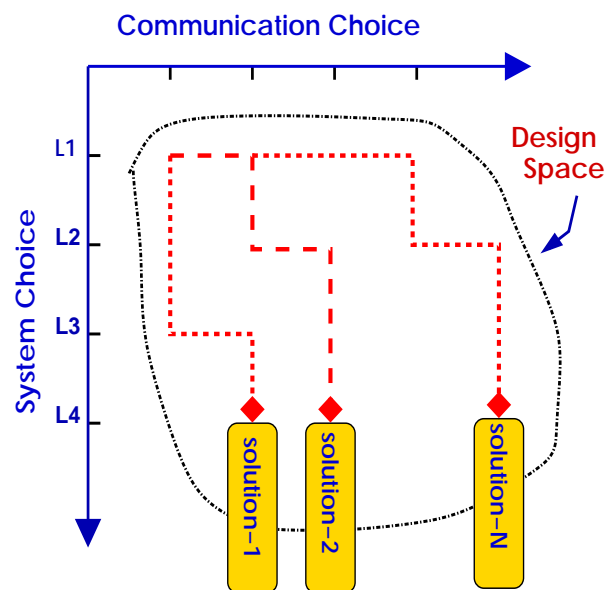 Communication Choice
Design
Space
System Choice
L1
L2
L3
L4
solution-1
solution-2
solution-N